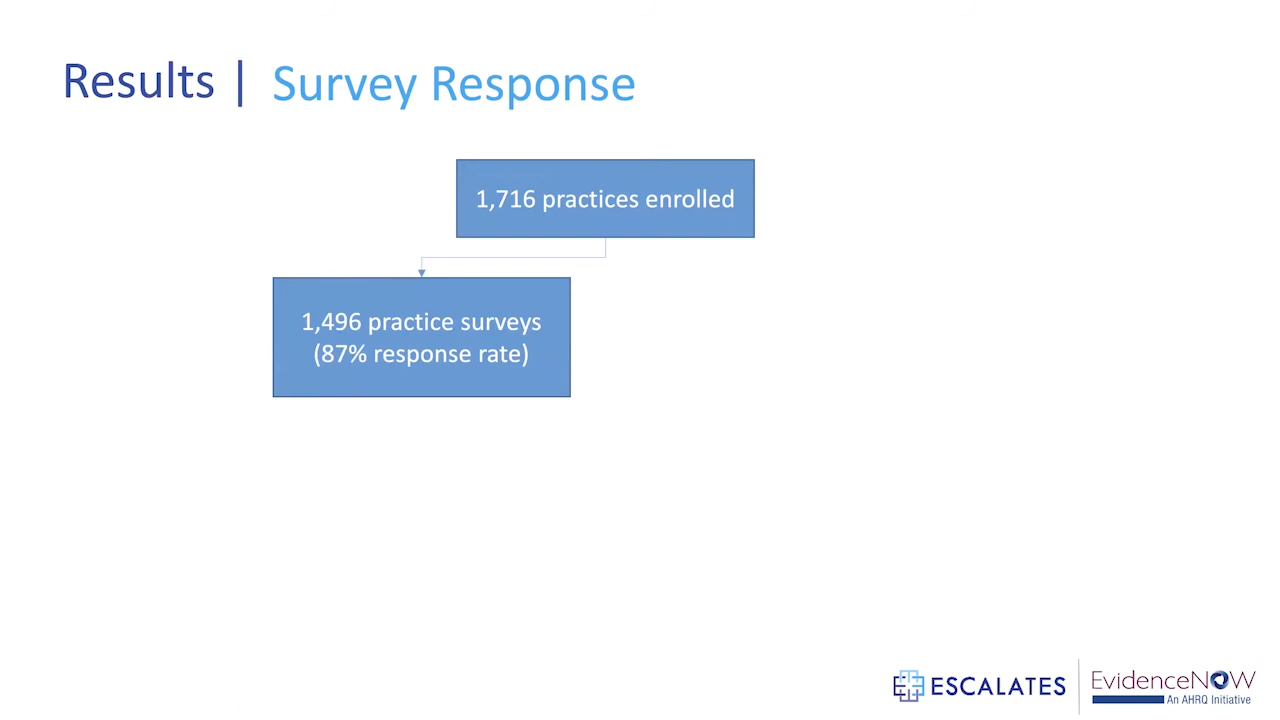 Results | Survey Response
1,716 practices enrolled
1,496 practice surveys
(87% response rate)
ESCALATES
EvidenceNOW
An AHRQ Initiative